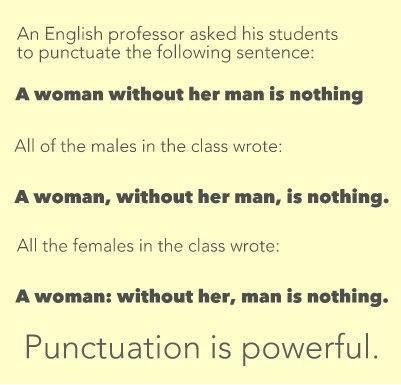 An English professor asked his students
to punctuate the following sentence:
A woman without her man is nothing
All of the males in the class wrote:
A woman, without her man, is nothing.
All the females in the class wrote:
A woman: without her, man is nothing.
Punctuation is powerful.